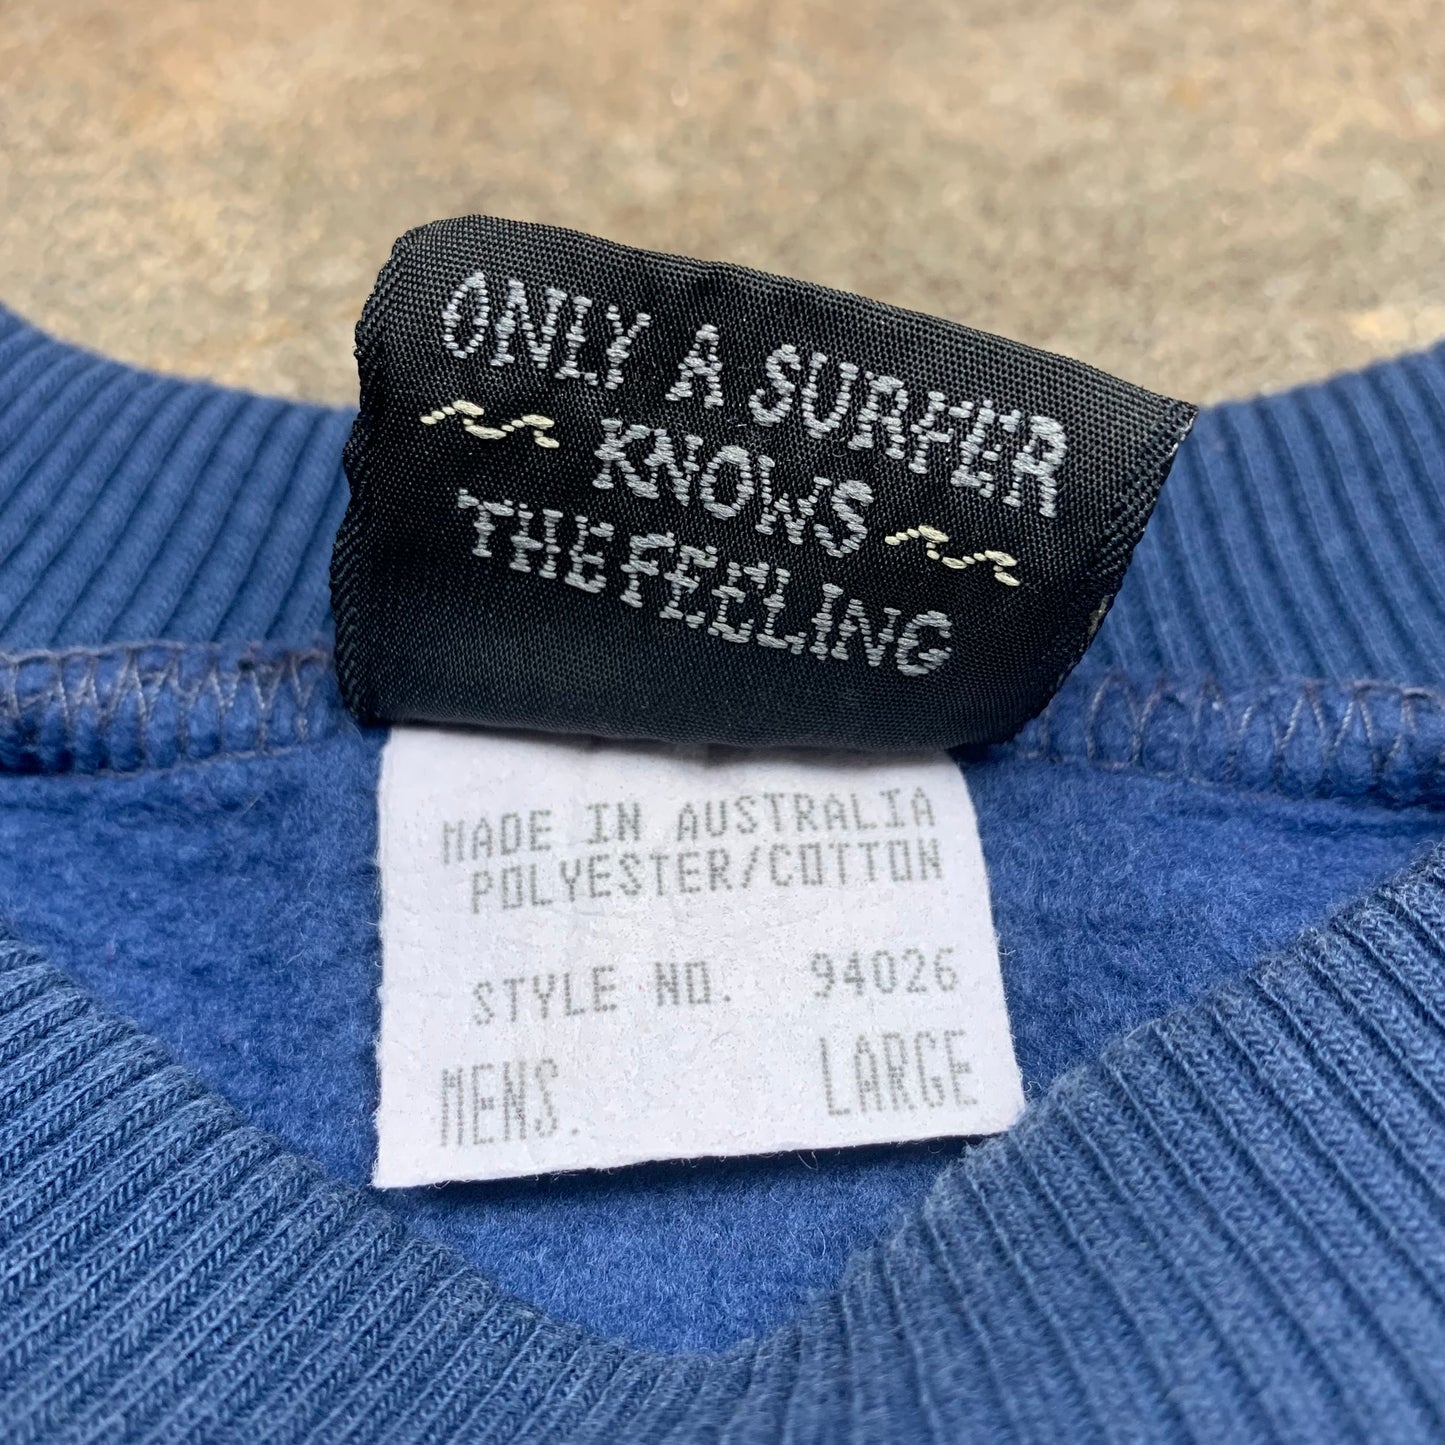 ONLY A SURFER
KNOWS
THE FEELING
MADE IN AUSTRALIA
POLYESTER/COTTON
STYLE NO. 94026
MENS. LARGE